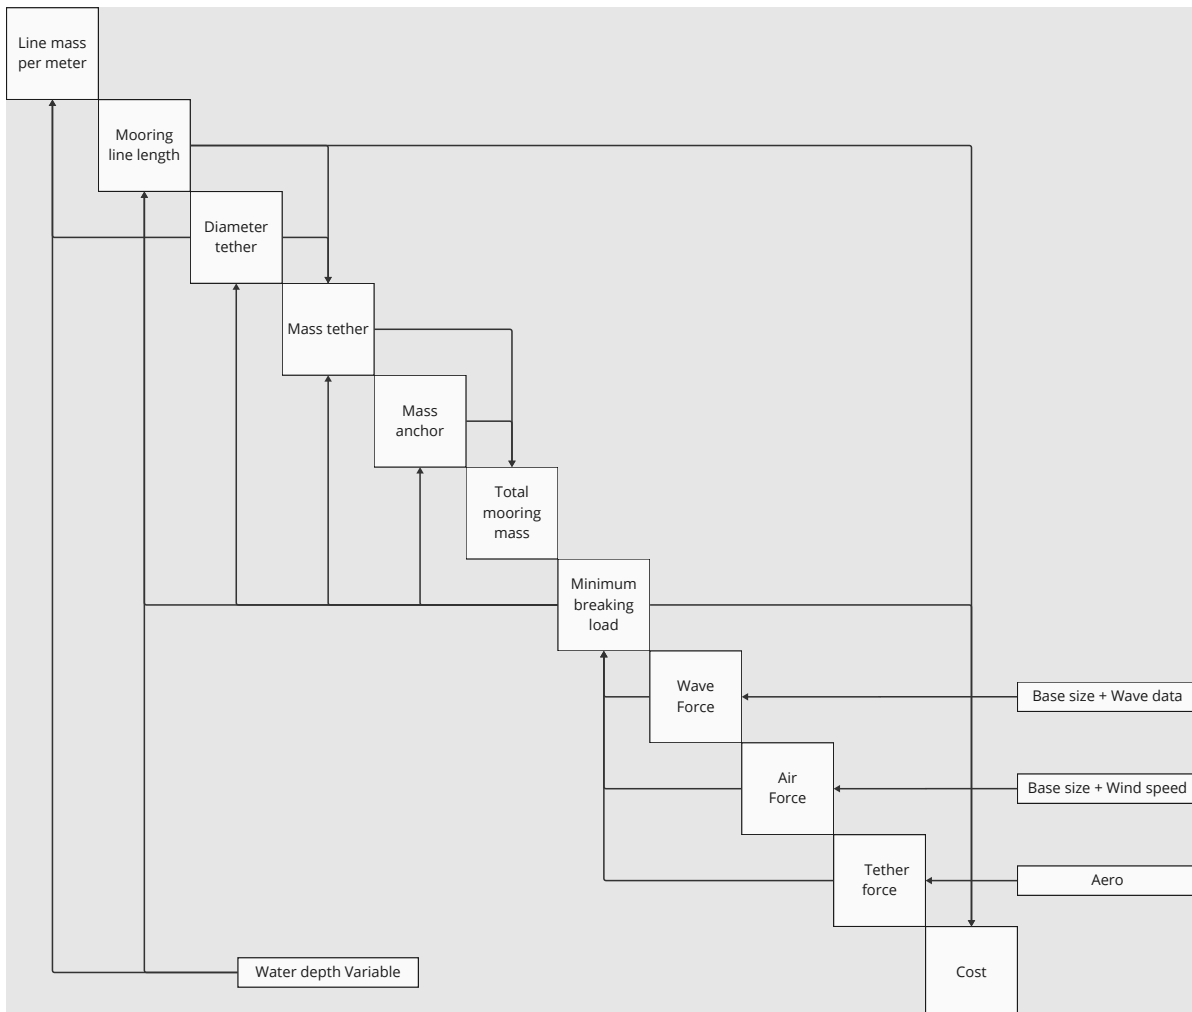 Line mass
per meter
Mooring
line length
Diameter
tether
Mass tether
Mass
anchor
Total
mooring
mass
Minimum
breaking
load
Wave
Force
Base size + Wave data
Air
Force
Base size + Wind speed
Tether
force
Aero
Water depth Variable
Cost